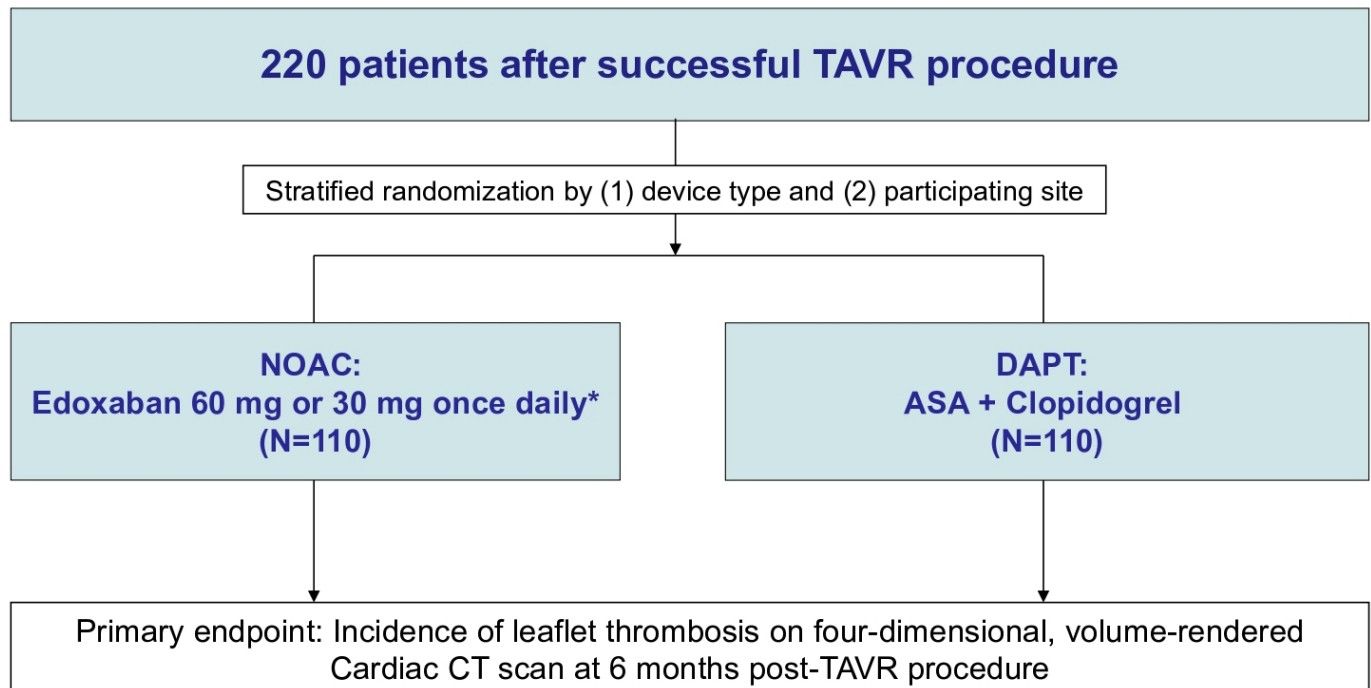 220 patients after successful TAVR procedure
Stratified randomization by (1) device type and (2) participating site
NOAC:
Edoxaban 60 mg or 30 mg once daily*
(N=110)
DAPT:
ASA + Clopidogrel
(N=110)
Primary endpoint: Incidence of leaflet thrombosis on four-dimensional, volume-rendered
Cardiac CT scan at 6 months post-TAVR procedure